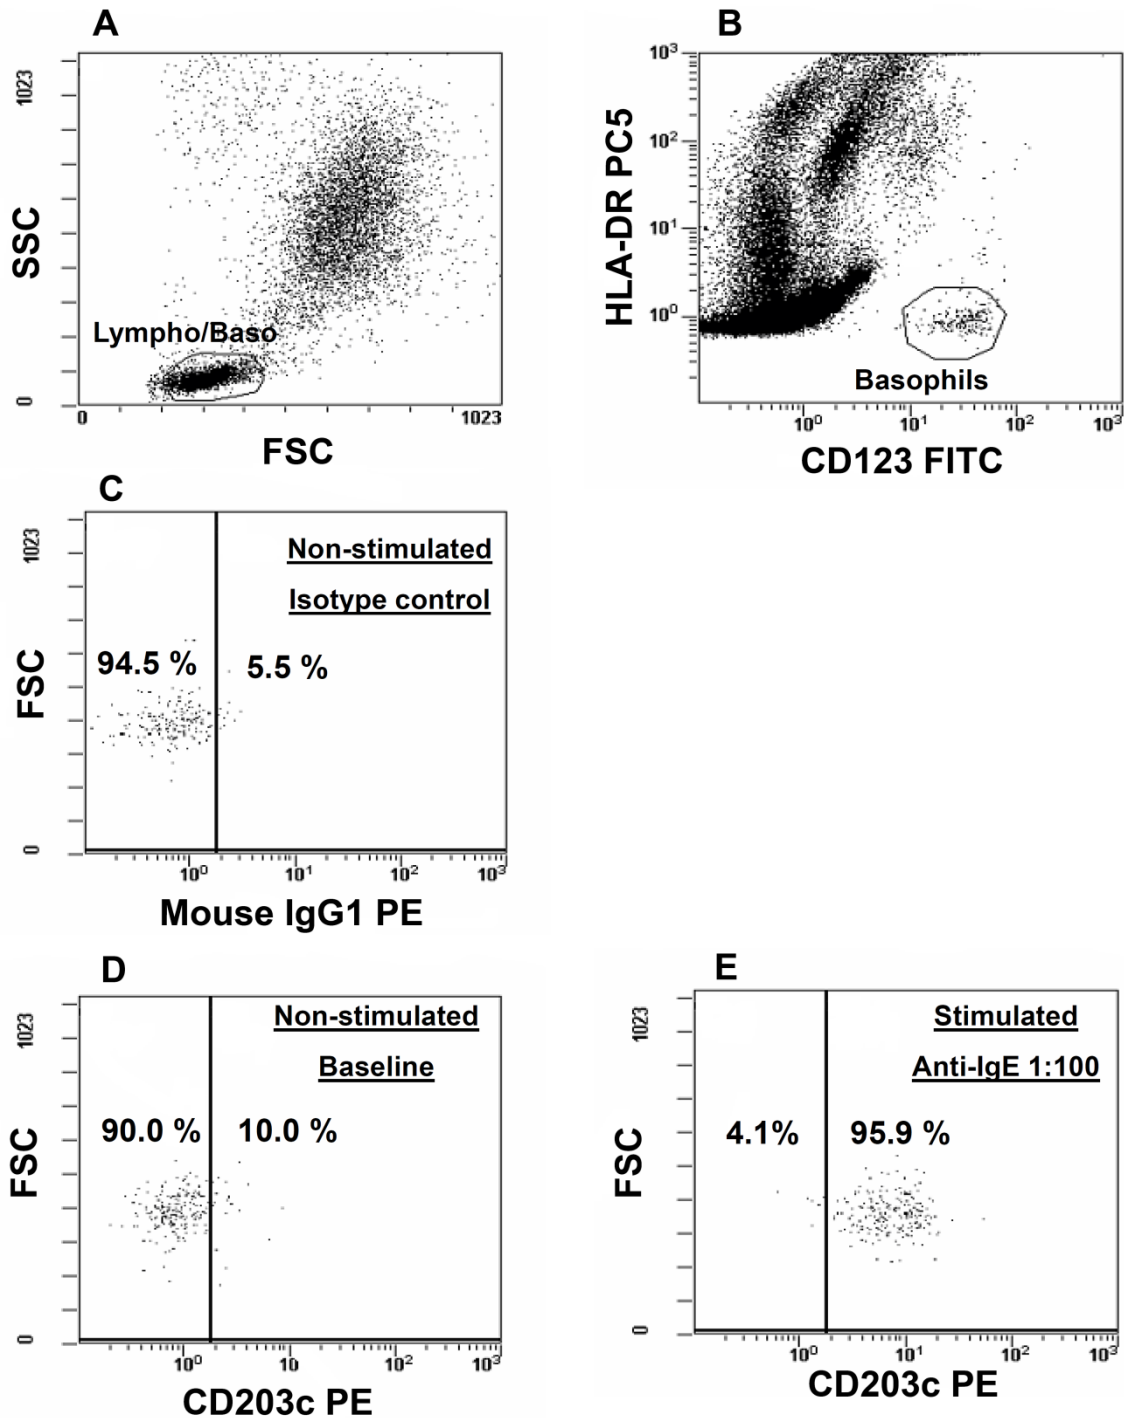 A
1023
SSC
Lympho/Baso
0
0
1023
FSC
B
10³
10²
10¹
10⁰
HLA-DR PC5
Basophils
10⁰
10¹
10²
10³
CD123 FITC
C
1023
Non-stimulated
Isotype control
94.5 %
5.5 %
FSC
0
10⁰
10¹
10²
10³
Mouse IgG1 PE
D
1023
Non-stimulated
Baseline
90.0 %
10.0 %
FSC
0
10⁰
10
10²
10³
CD203c PE
E
1023
Stimulated
Anti-IgE 1:100
4.1%
95.9 %
FSC
0
10⁰
10¹
10²
10³
CD203c PE